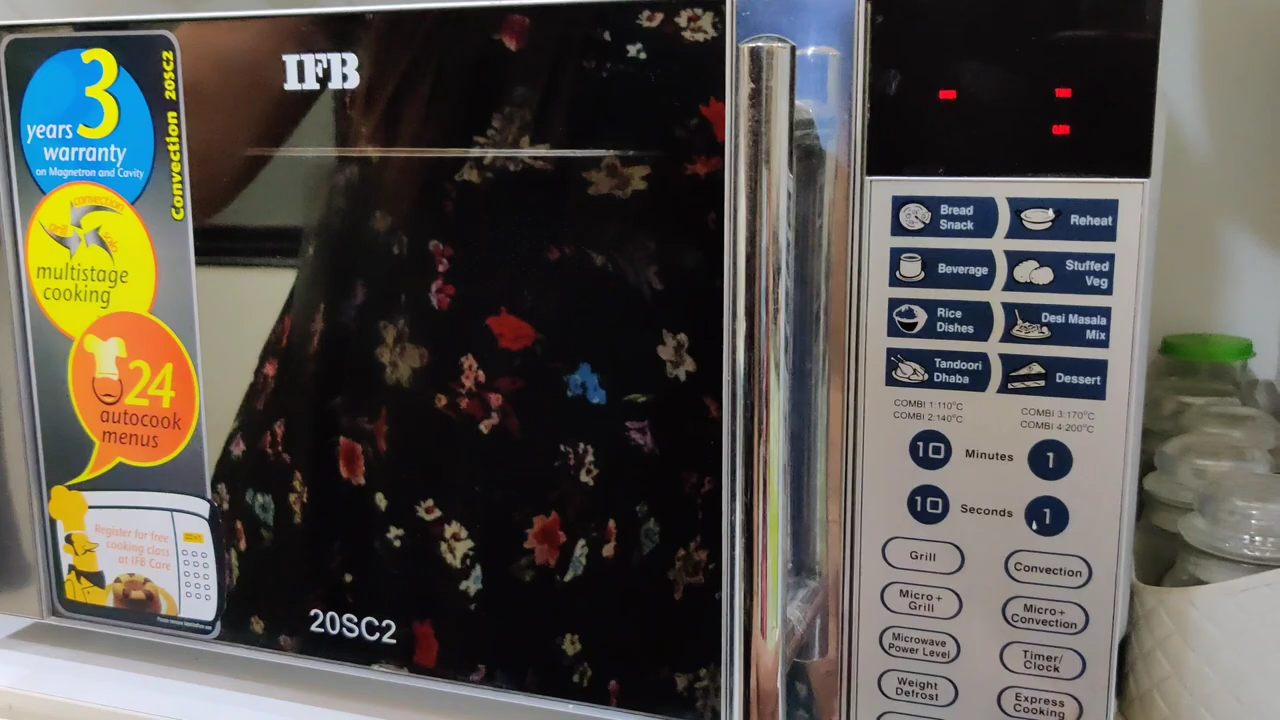 3
years
warranty
on Magnetron and Cavity
Convection 20SC2
convection
grill
multistage
cooking
24
autocook
menus
Register for free
cooking class
at IFB Care
IFB
20SC2
Bread
Snack
Reheat
Beverage
Stuffed
Veg
Rice
Dishes
Desi Masala
Mix
Tandoori
Dhaba
Dessert
COMBI 1:110°C
COMBI 2:140°C
COMBI 3:170°C
COMBI 4:200°C
10 Minutes 1
10 Seconds 1
Grill
Convection
Micro+
Grill
Micro+
Convection
Microwave
Power Level
Timer/
Clock
Weight
Defrost
Express
Cooking